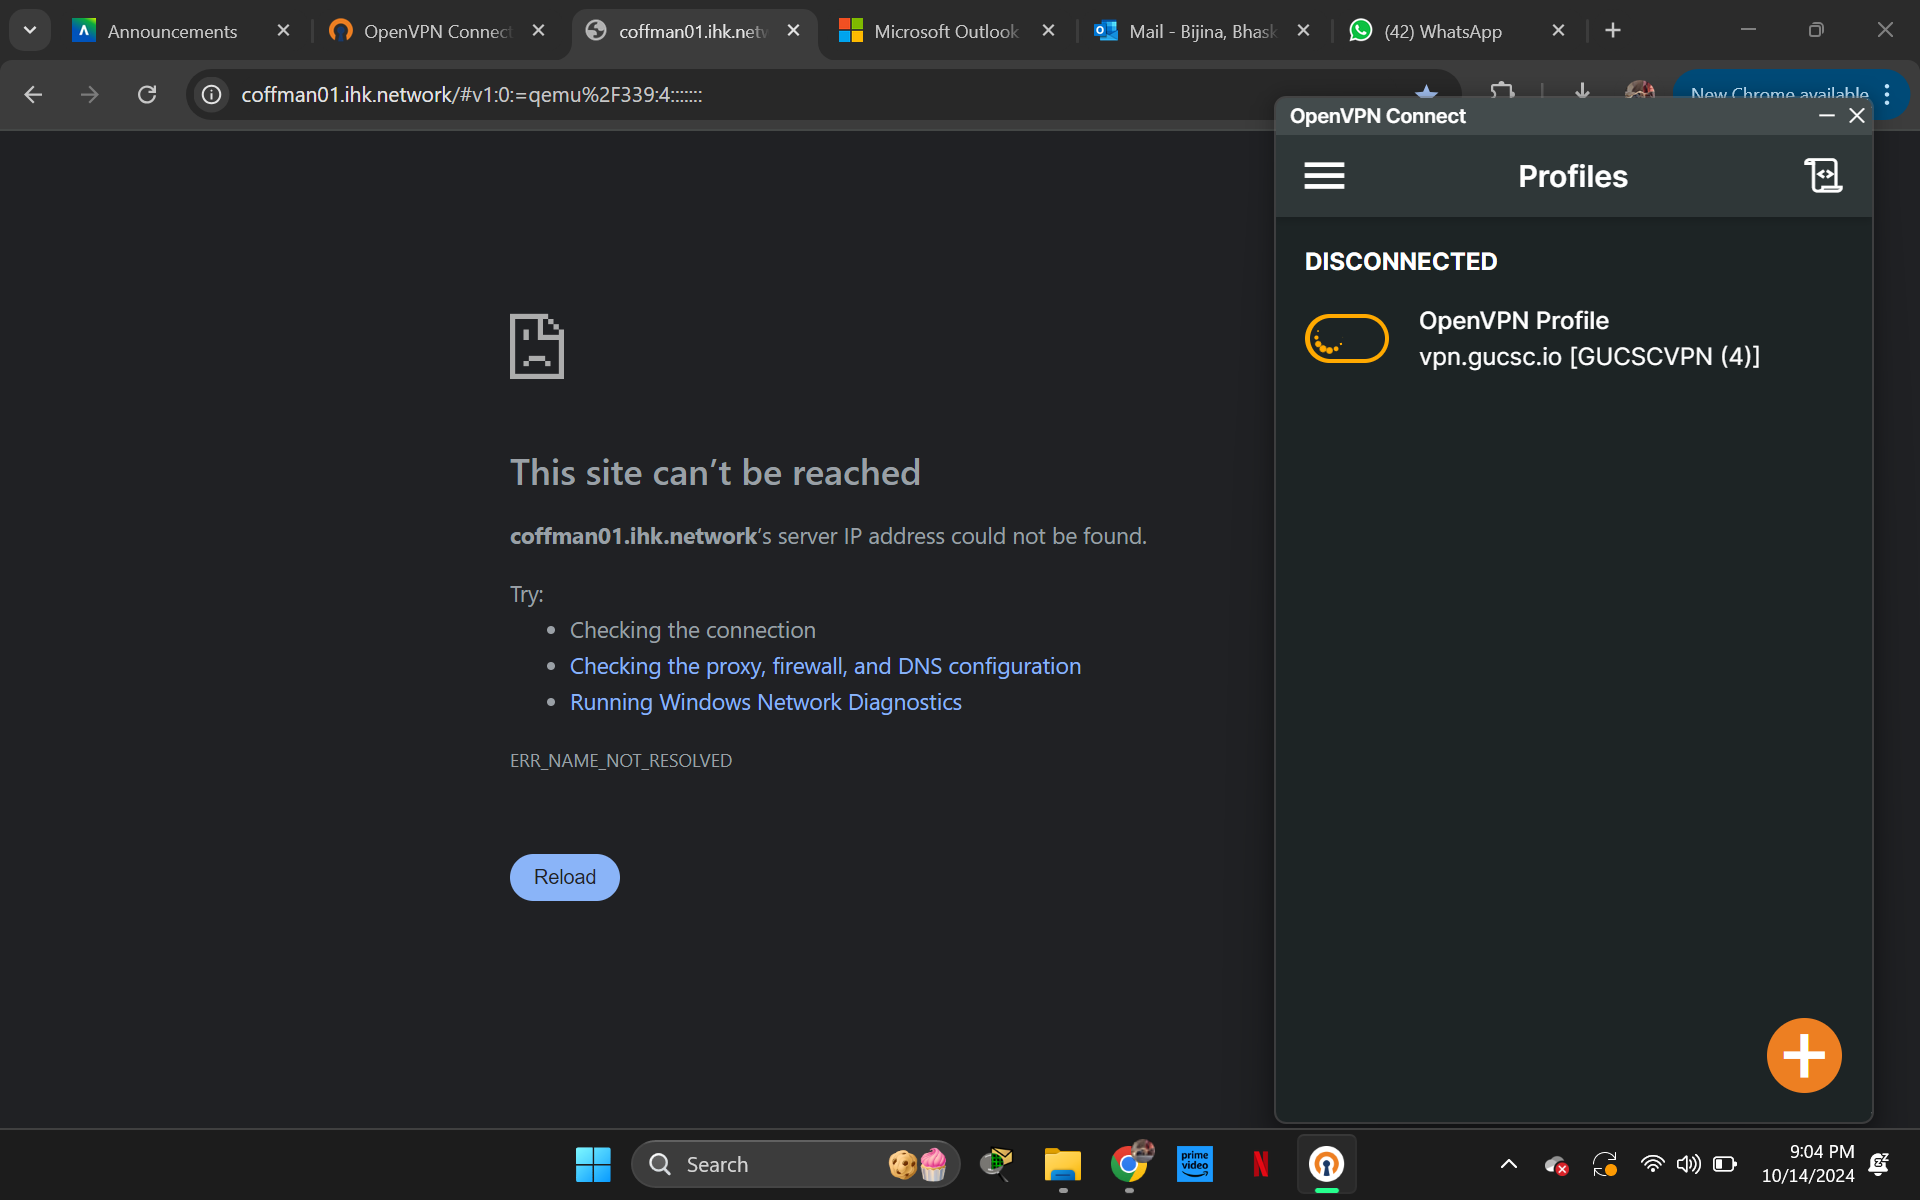 Announcements
OpenVPN Connect
coffman01.ihk.netw
Microsoft Outlook
Mail - Bijina, Bhask
(42) WhatsApp
coffman01.ihk.network/#v1:0:=qemu%2F339:4:::::::
New Chrome available
OpenVPN Connect
Profiles
DISCONNECTED
OpenVPN Profile
vpn.gucsc.io [GUCSCVPN (4)]
This site can’t be reached
coffman01.ihk.network’s server IP address could not be found.
Try:
• Checking the connection
• Checking the proxy, firewall, and DNS configuration
• Running Windows Network Diagnostics
ERR_NAME_NOT_RESOLVED
Reload
Search
prime
video
N
9:04 PM
10/14/2024